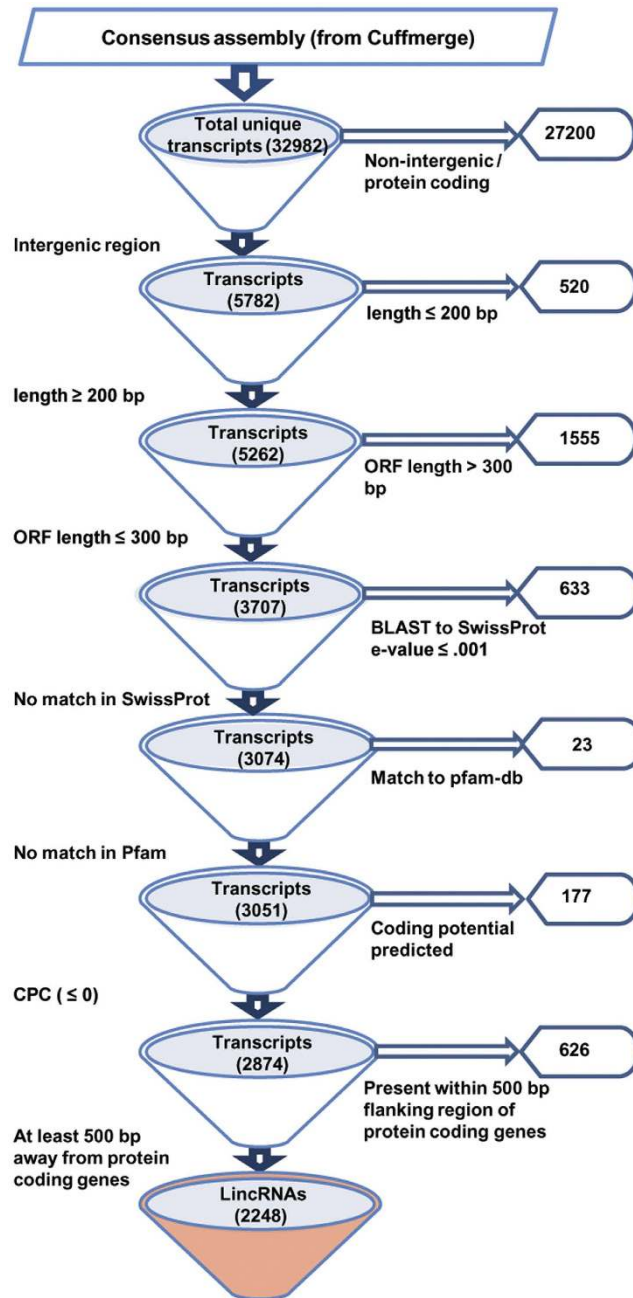 Consensus assembly (from Cuffmerge)
Total unique
transcripts (32982)
27200
Non-intergenic /
protein coding
Intergenic region
Transcripts
(5782)
520
length ≤ 200 bp
length ≥ 200 bp
Transcripts
(5262)
1555
ORF length > 300
bp
ORF length ≤ 300 bp
Transcripts
(3707)
633
BLAST to SwissProt
e-value ≤ .001
No match in SwissProt
Transcripts
(3074)
23
Match to pfam-db
No match in Pfam
Transcripts
(3051)
177
Coding potential
predicted
CPC ( ≤ 0)
Transcripts
(2874)
626
Present within 500 bp
flanking region of
protein coding genes
At least 500 bp
away from protein
coding genes
LincRNAs
(2248)